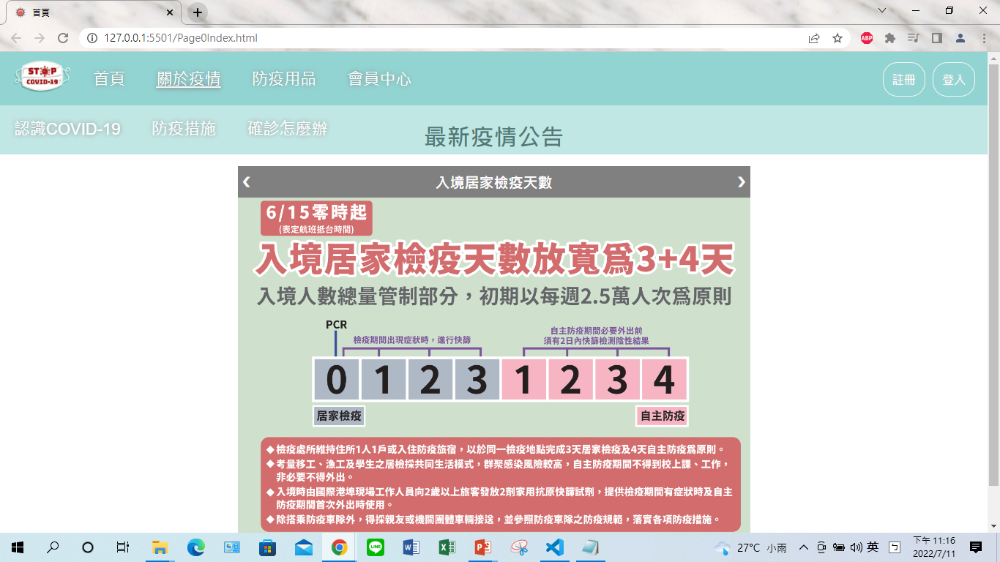 首頁
127.0.0.1:5501/Page0Index.html
ABP
STOP
COVID-19
首頁 關於疫情 防疫用品 會員中心 註冊 登入
認識COVID-19 防疫措施 確診怎麼辦
最新疫情公告
❮ 入境居家檢疫天數 ❯
6/15零時起
(表定航班抵台時間)
入境居家檢疫天數放寬為3+4天
入境人數總量管制部分，初期以每週2.5萬人次為原則
PCR
檢疫期間出現症狀時，進行快篩
自主防疫期間必要外出前
須有2日內快篩檢測陰性結果
0 1 2 3 1 2 3 4
居家檢疫 自主防疫
◆檢疫處所維持住所1人1戶或入住防疫旅宿，以於同一檢疫地點完成3天居家檢疫及4天自主防疫為原則。
◆考量移工、漁工及學生之居檢採共同生活模式，群聚感染風險較高，自主防疫期間不得到校上課、工作，
非必要不得外出。
◆入境時由國際港埠現場工作人員向2歲以上旅客發放2劑家用抗原快篩試劑，提供檢疫期間有症狀時及自主
防疫期間首次外出時使用。
◆除搭乘防疫車隊外，得採親友或機關團體車輛接送，並參照防疫車隊之防疫規範，落實各項防疫措施。
27°C 小雨 英 ㄅ
下午 11:16
2022/7/11